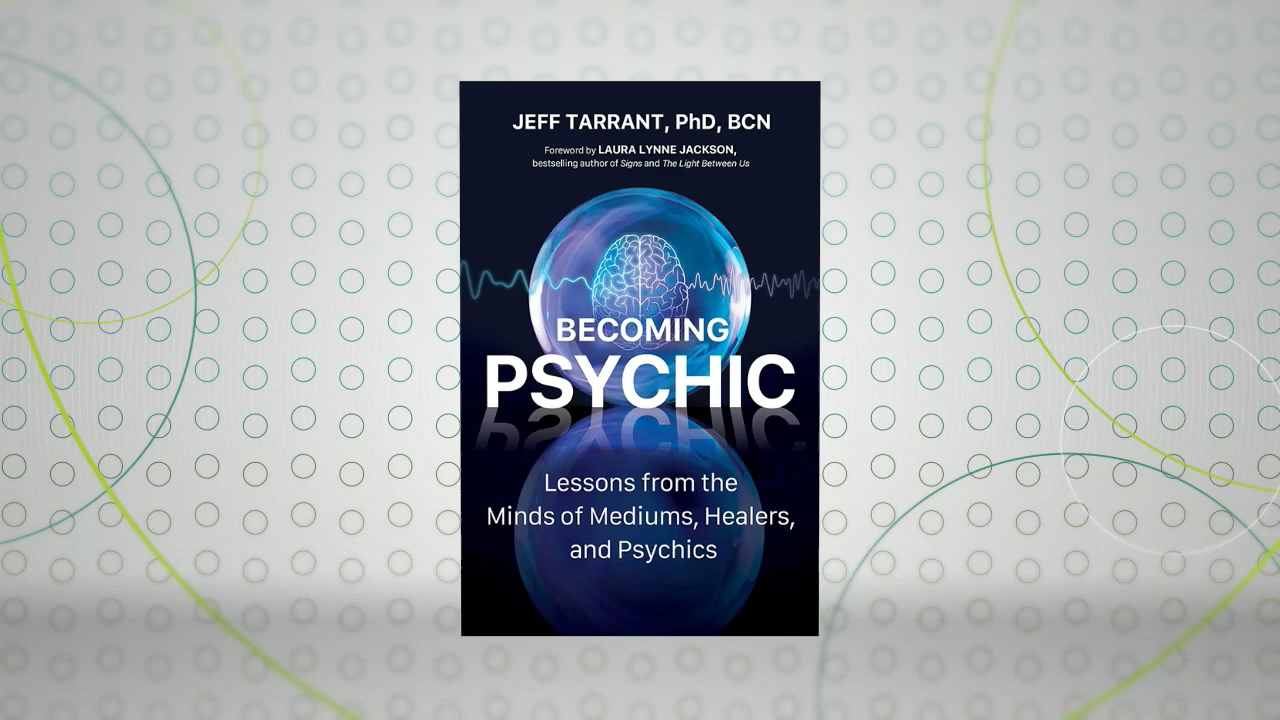 JEFF TARRANT, PhD, BCN
Foreword by LAURA LYNNE JACKSON,
bestselling author of Signs and The Light Between Us
BECOMING
PSYCHIC
Lessons from the
Minds of Mediums, Healers,
and Psychics